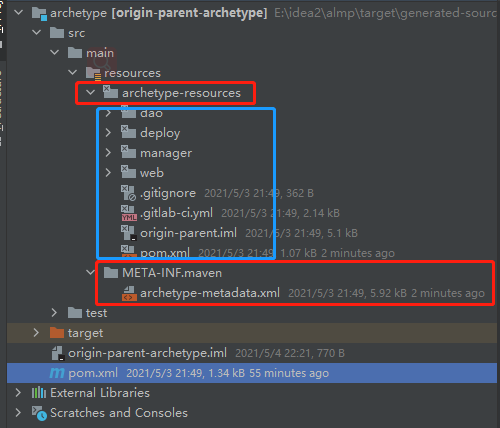 archetype [origin-parent-archetype] E:\idea2\almp\target\generated-sourc
src
main
resources
archetype-resources
dao
deploy
manager
web
.gitignore 2021/5/3 21:49, 362 B
.gitlab-ci.yml 2021/5/3 21:49, 2.14 kB
origin-parent.iml 2021/5/3 21:49, 5.1 kB
pom.xml 2021/5/3 21:49, 1.07 kB 2 minutes ago
META-INF.maven
archetype-metadata.xml 2021/5/3 21:49, 5.92 kB 2 minutes ago
test
target
origin-parent-archetype.iml 2021/5/4 22:21, 770 B
pom.xml 2021/5/3 21:49, 1.34 kB 55 minutes ago
External Libraries
Scratches and Consoles